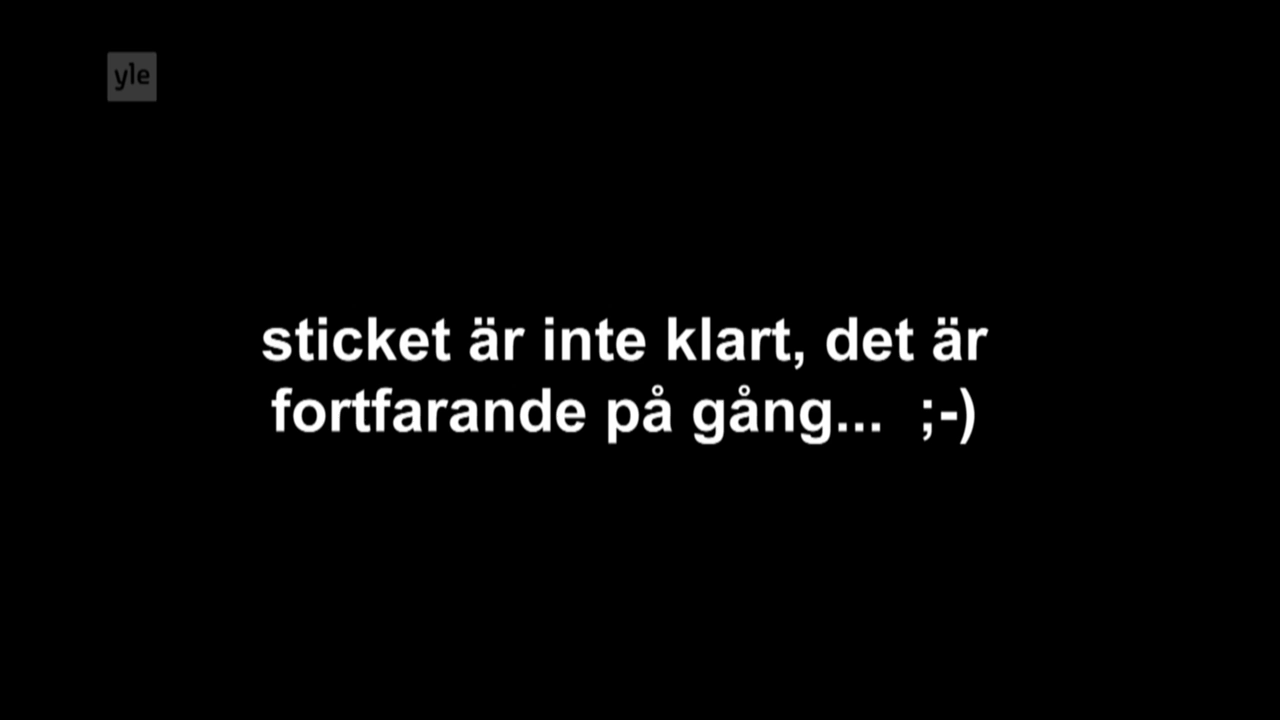 yle
sticket är inte klart, det är
fortfarande på gång... ;-)